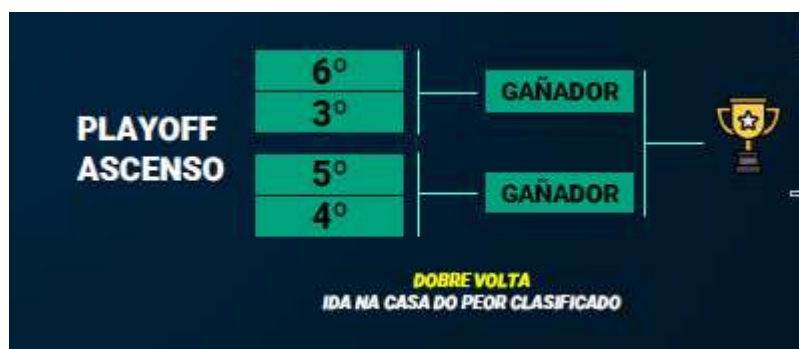 PLAYOFF
ASCENSO
6º
3º
GAÑADOR
5º
4º
GAÑADOR
DOBRE VOLTA
IDA NA CASA DO PEOR CLASIFICADO